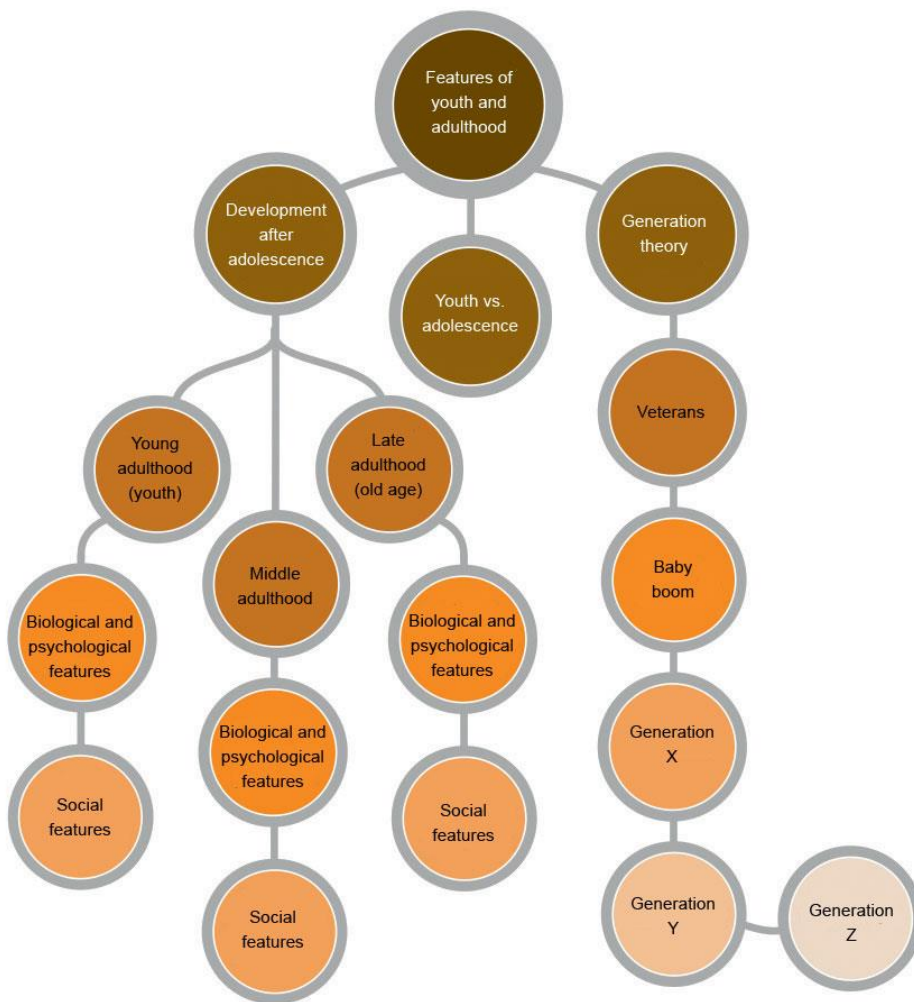 Features of
youth and
adulthood
Development
after
adolescence
Youth vs.
adolescence
Generation
theory
Young
adulthood
(youth)
Late
adulthood
(old age)
Veterans
Middle
adulthood
Baby
boom
Biological and
psychological
features
Biological and
psychological
features
Biological and
psychological
features
Generation
X
Social
features
Social
features
Social
features
Generation
Y
Generation
Z